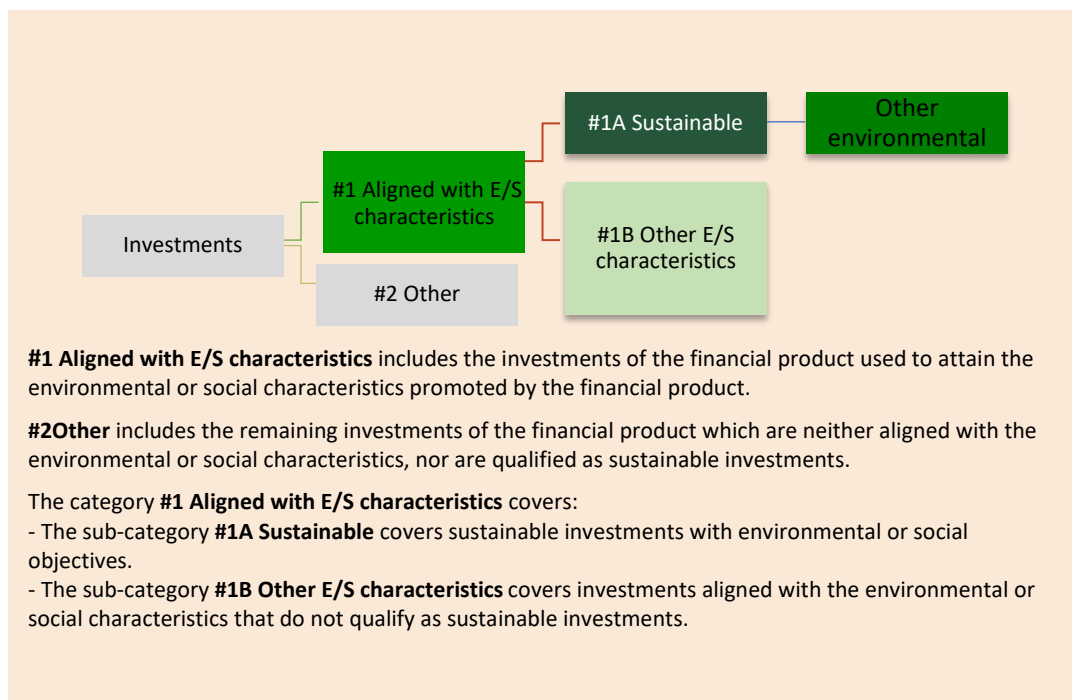 #1A Sustainable
Other
environmental
#1 Aligned with E/S
characteristics
#1B Other E/S
characteristics
Investments
#2 Other
#1 Aligned with E/S characteristics includes the investments of the financial product used to attain the
environmental or social characteristics promoted by the financial product.
#2Other includes the remaining investments of the financial product which are neither aligned with the
environmental or social characteristics, nor are qualified as sustainable investments.
The category #1 Aligned with E/S characteristics covers:
- The sub-category #1A Sustainable covers sustainable investments with environmental or social
objectives.
- The sub-category #1B Other E/S characteristics covers investments aligned with the environmental or
social characteristics that do not qualify as sustainable investments.